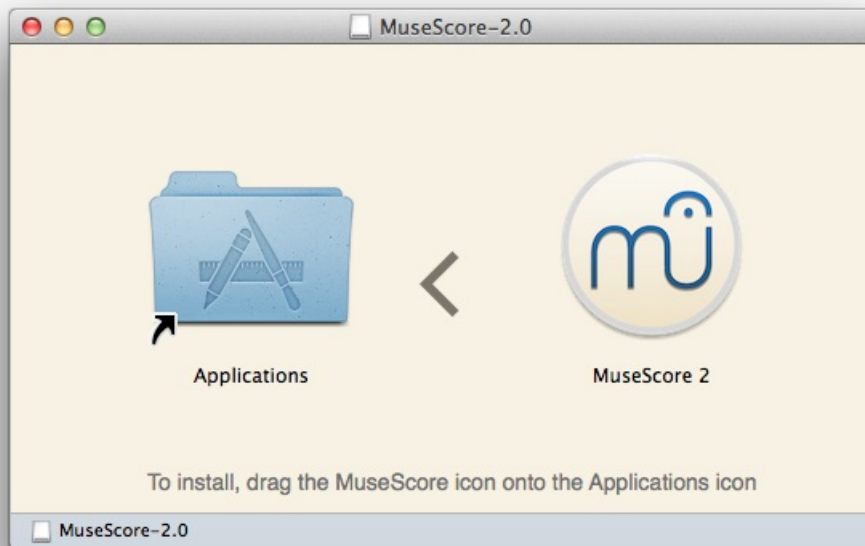 MuseScore-2.0
Applications
MuseScore 2
To install, drag the MuseScore icon onto the Applications icon
MuseScore-2.0